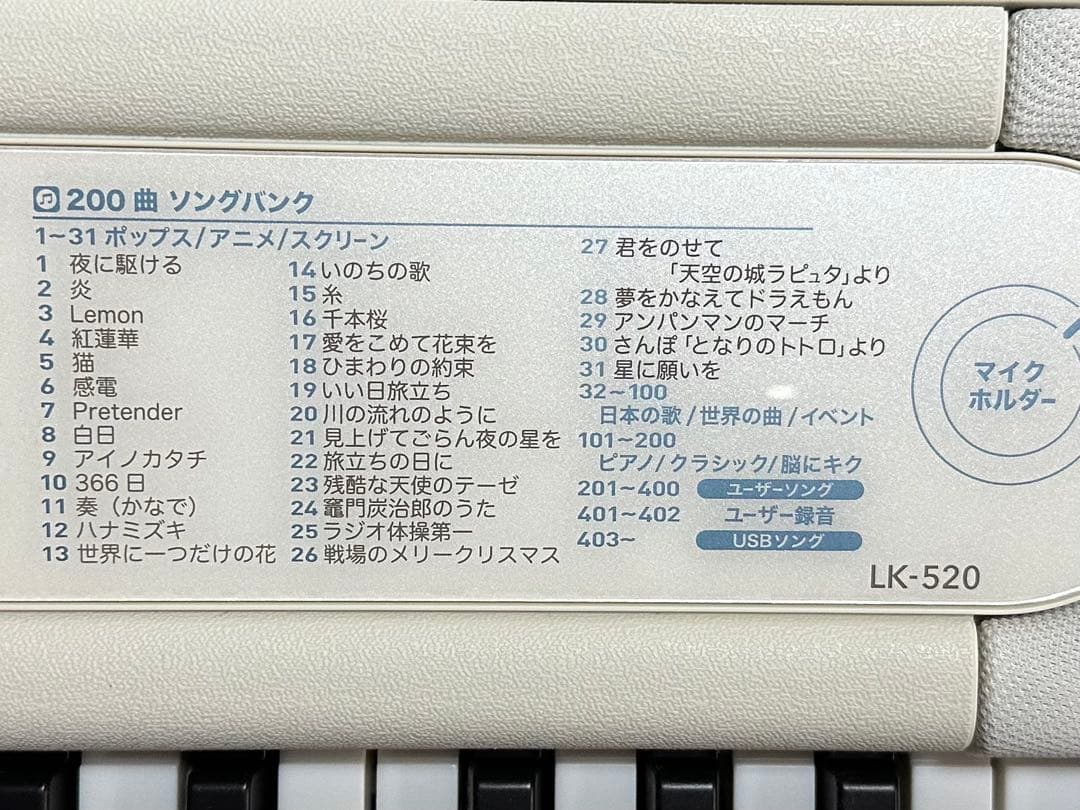 200曲 ソングバンク
1~31 ポップス/アニメ/スクリーン
1 夜に駆ける
2 炎
3 Lemon
4 紅蓮華
5 猫
6 感電
7 Pretender
8 白日
9 アイノカタチ
10 366日
11 奏(かなで)
12 ハナミズキ
13 世界に一つだけの花
14 いのちの歌
15 糸
16 千本桜
17 愛をこめて花束を
18 ひまわりの約束
19 いい日旅立ち
20 川の流れのように
21 見上げてごらん夜の星を
22 旅立ちの日に
23 残酷な天使のテーゼ
24 竈門炭治郎のうた
25 ラジオ体操第一
26 戦場のメリークリスマス
27 君をのせて
「天空の城ラピュタ」より
28 夢をかなえてドラえもん
29 アンパンマンのマーチ
30 さんぽ「となりのトトロ」より
31 星に願いを
32~100
日本の歌/世界の曲/イベント
101~200
ピアノ/クラシック/脳にキク
201~400 ユーザーソング
401~402 ユーザー録音
403~ USBソング
マイク
ホルダー
LK-520